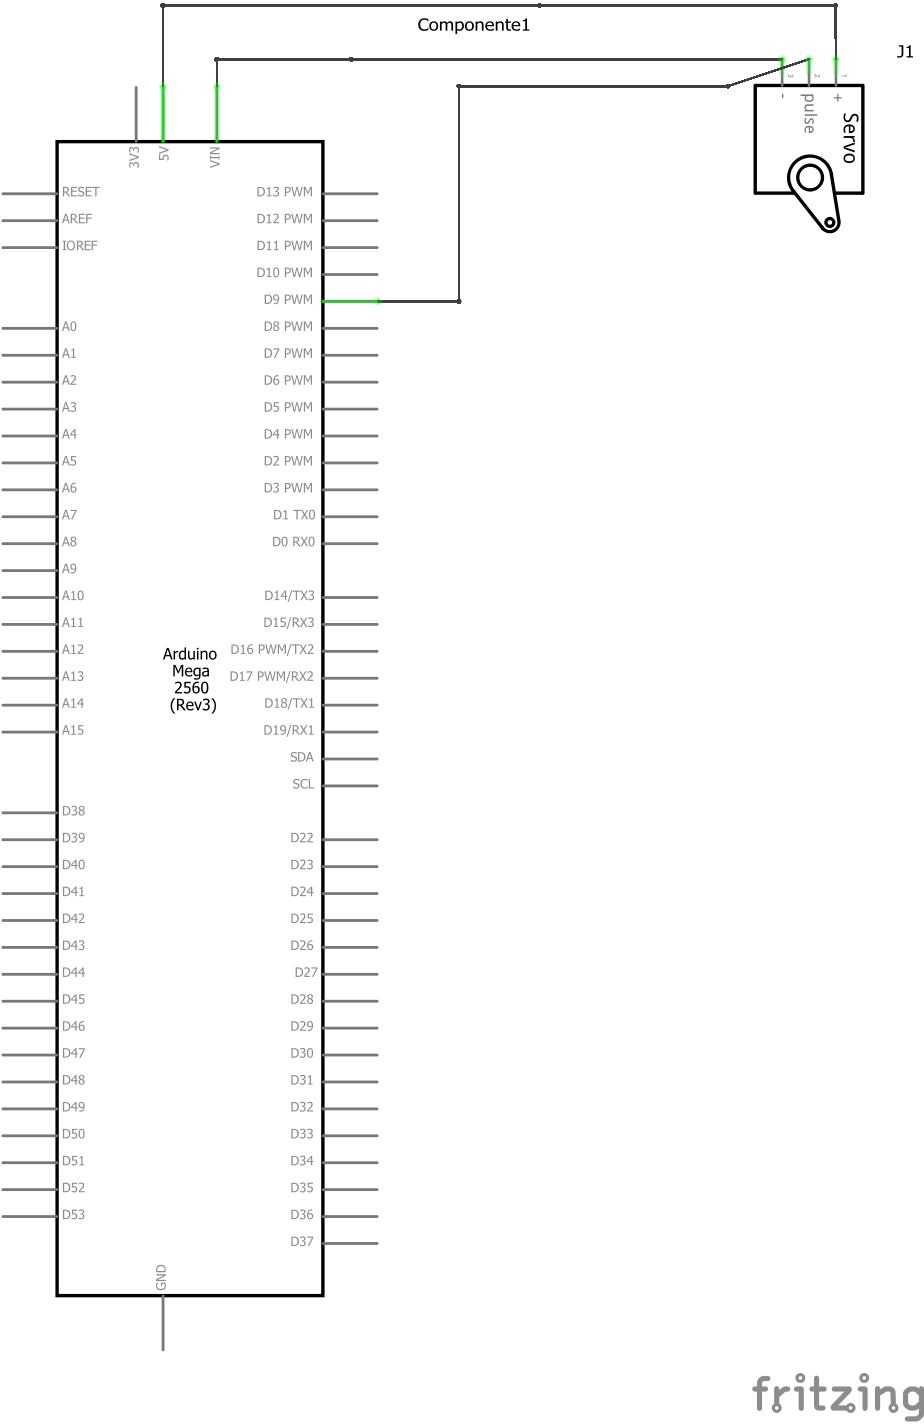 Componente1
J1
3 2 1
- pulse +
Servo
3V3 5V VIN
RESET D13 PWM
AREF D12 PWM
IOREF D11 PWM
D10 PWM
D9 PWM
A0 D8 PWM
A1 D7 PWM
A2 D6 PWM
A3 D5 PWM
A4 D4 PWM
A5 D2 PWM
A6 D3 PWM
A7 D1 TX0
A8 D0 RX0
A9
A10 D14/TX3
A11 D15/RX3
A12 D16 PWM/TX2
A13 D17 PWM/RX2
A14 D18/TX1
A15 D19/RX1
Arduino
Mega
2560
(Rev3)
SDA
SCL
D38
D39 D22
D40 D23
D41 D24
D42 D25
D43 D26
D44 D27
D45 D28
D46 D29
D47 D30
D48 D31
D49 D32
D50 D33
D51 D34
D52 D35
D53 D36
D37
GND
fritzing